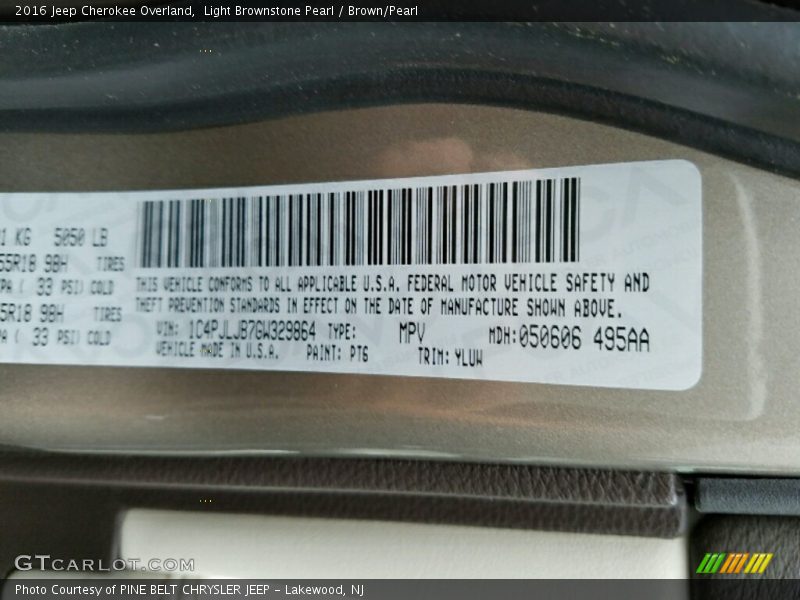 2016 Jeep Cherokee Overland, Light Brownstone Pearl / Brown/Pearl
1 KG 5050 LB
55R18 98H TIRES
PA ( 33 PSI) COLD
5R18 98H TIRES
A ( 33 PSI) COLD
THIS VEHICLE CONFORMS TO ALL APPLICABLE U.S.A. FEDERAL MOTOR VEHICLE SAFETY AND
THEFT PREVENTION STANDARDS IN EFFECT ON THE DATE OF MANUFACTURE SHOWN ABOVE.
VIN: 1C4PJLJB7GW329864 TYPE: MPV MDH:050606 495AA
VEHICLE MADE IN U.S.A. PAINT: PT6 TRIM: YLUW
GTCARLOT.COM
Photo Courtesy of PINE BELT CHRYSLER JEEP - Lakewood, NJ